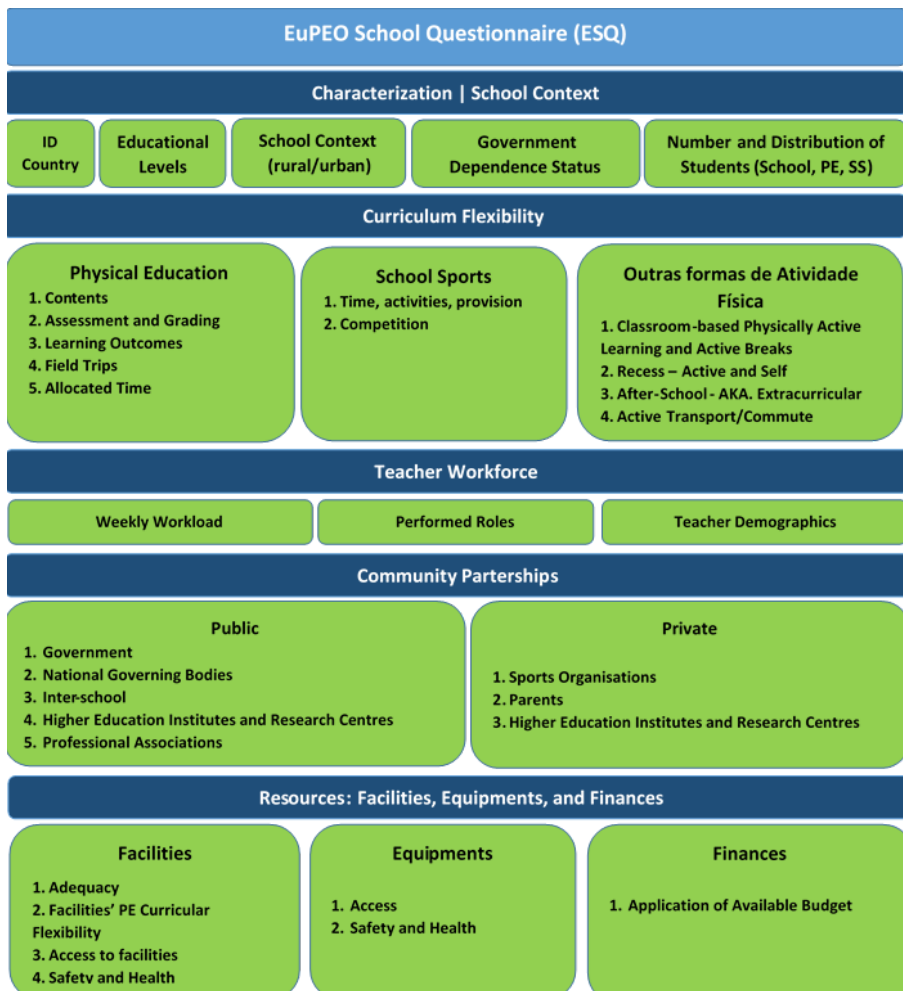 EuPEO School Questionnaire (ESQ)
Characterization | School Context
ID
Country
Educational
Levels
School Context
(rural/urban)
Government
Dependence Status
Number and Distribution of
Students (School, PE, SS)
Curriculum Flexibility
Physical Education
1. Contents
2. Assessment and Grading
3. Learning Outcomes
4. Field Trips
5. Allocated Time
School Sports
1. Time, activities, provision
2. Competition
Outras formas de Atividade
Física
1. Classroom-based Physically Active
Learning and Active Breaks
2. Recess – Active and Self
3. After-School - AKA. Extracurricular
4. Active Transport/Commute
Teacher Workforce
Weekly Workload
Performed Roles
Teacher Demographics
Community Parterships
Public
1. Government
2. National Governing Bodies
3. Inter-school
4. Higher Education Institutes and Research Centres
5. Professional Associations
Private
1. Sports Organisations
2. Parents
3. Higher Education Institutes and Research Centres
Resources: Facilities, Equipments, and Finances
Facilities
1. Adequacy
2. Facilities’ PE Curricular
Flexibility
3. Access to facilities
4. Safety and Health
Equipments
1. Access
2. Safety and Health
Finances
1. Application of Available Budget